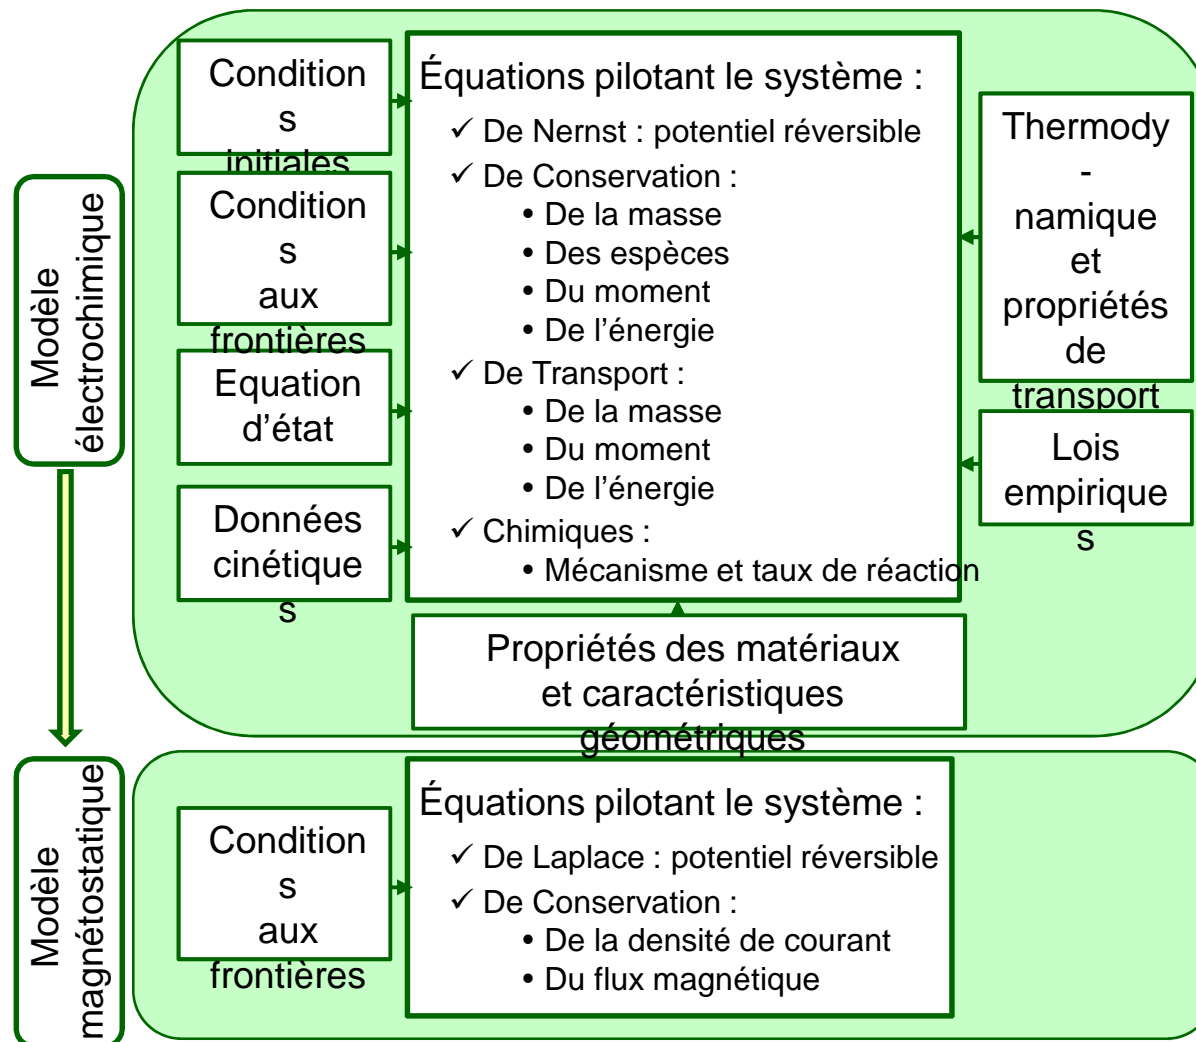 Modèle
électrochimique
Condition
s
initiales
Condition
s
aux
frontières
Equation
d’état
Données
cinétique
s
Équations pilotant le système :
✓ De Nernst : potentiel réversible
✓ De Conservation :
• De la masse
• Des espèces
• Du moment
• De l’énergie
✓ De Transport :
• De la masse
• Du moment
• De l’énergie
✓ Chimiques :
• Mécanisme et taux de réaction
Thermody
-
namique
et
propriétés
de
transport
Lois
empirique
s
Propriétés des matériaux
et caractéristiques
géométriques
Modèle
magnétostatique
Condition
s
aux
frontières
Équations pilotant le système :
✓ De Laplace : potentiel réversible
✓ De Conservation :
• De la densité de courant
• Du flux magnétique